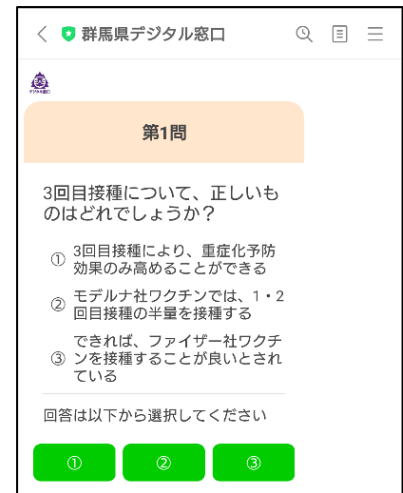 群馬県デジタル窓口
第1問
3回目接種について、正しいも
のはどれでしょうか？
① 3回目接種により、重症化予防
効果のみ高めることができる
② モデルナ社ワクチンでは、1・2
回目接種の半量を接種する
③ できれば、ファイザー社ワクチ
ンを接種することが良いとされ
ている
回答は以下から選択してください
① ② ③